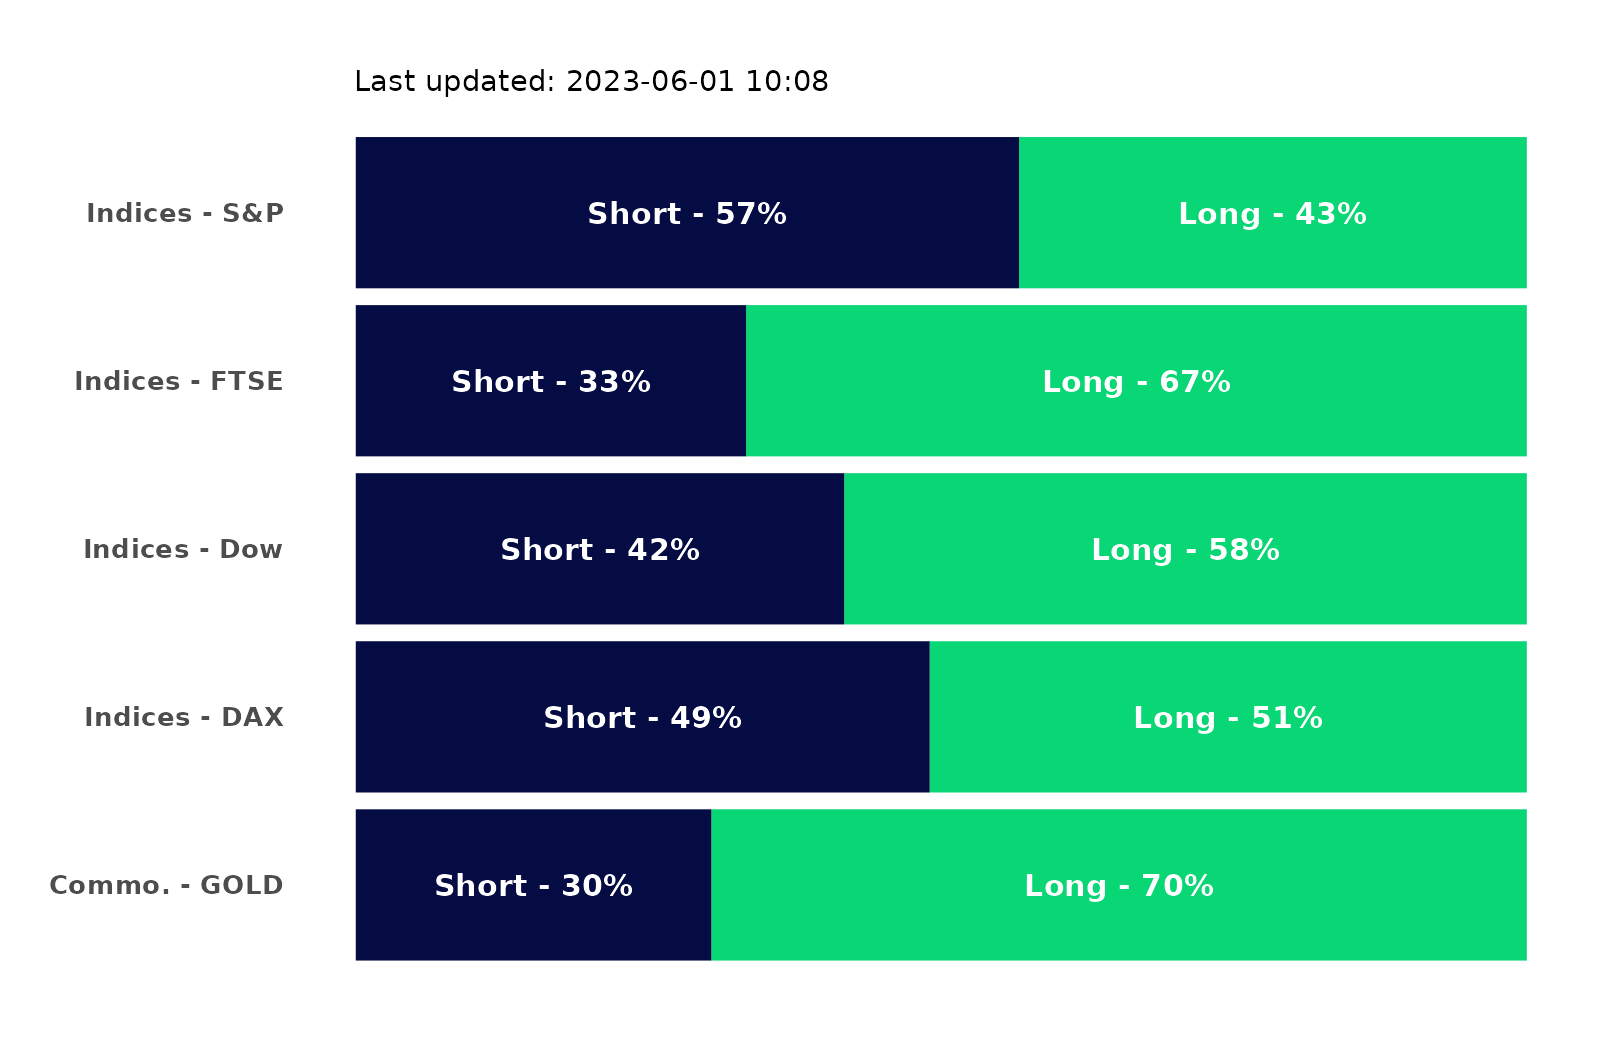 Last updated: 2023-06-01 10:08
Indices - S&P Short - 57% Long - 43%
Indices - FTSE Short - 33% Long - 67%
Indices - Dow Short - 42% Long - 58%
Indices - DAX Short - 49% Long - 51%
Commo. - GOLD Short - 30% Long - 70%